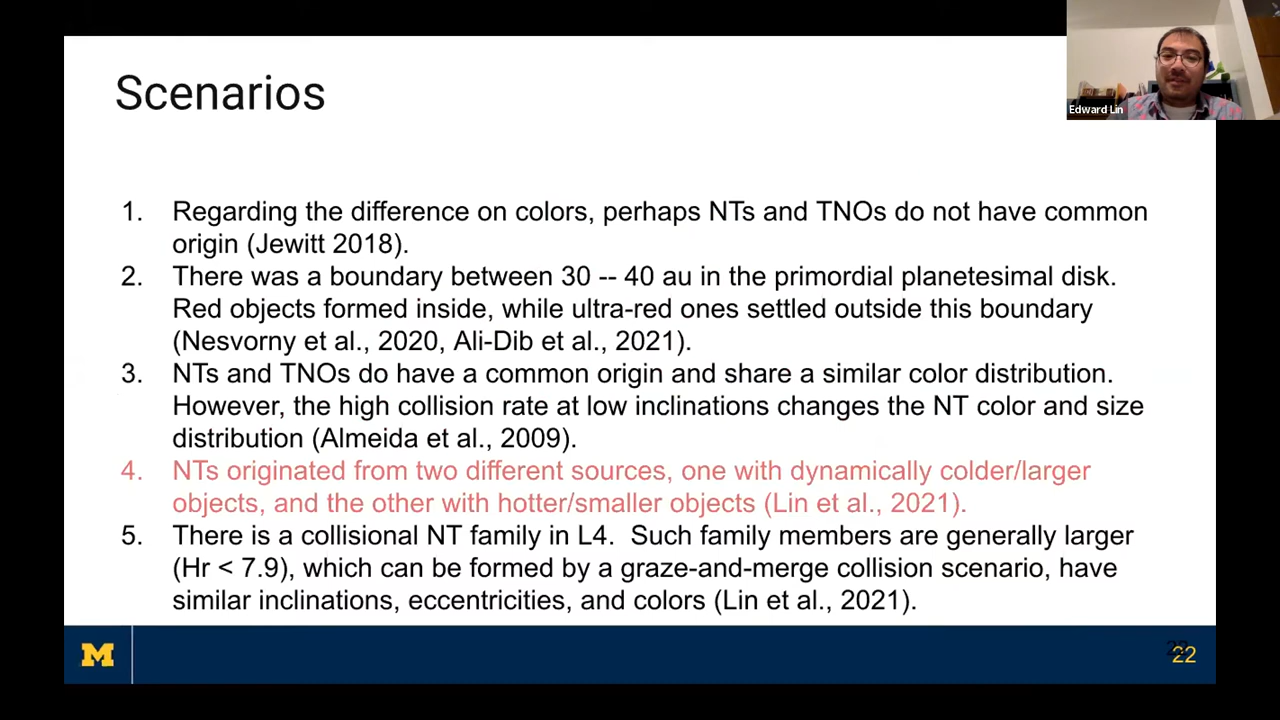 Edward Lin
Scenarios
1. Regarding the difference on colors, perhaps NTs and TNOs do not have common
origin (Jewitt 2018).
2. There was a boundary between 30 -- 40 au in the primordial planetesimal disk.
Red objects formed inside, while ultra-red ones settled outside this boundary
(Nesvorny et al., 2020, Ali-Dib et al., 2021).
3. NTs and TNOs do have a common origin and share a similar color distribution.
However, the high collision rate at low inclinations changes the NT color and size
distribution (Almeida et al., 2009).
4. NTs originated from two different sources, one with dynamically colder/larger
objects, and the other with hotter/smaller objects (Lin et al., 2021).
5. There is a collisional NT family in L4.  Such family members are generally larger
(Hr < 7.9), which can be formed by a graze-and-merge collision scenario, have
similar inclinations, eccentricities, and colors (Lin et al., 2021).
M
22
22